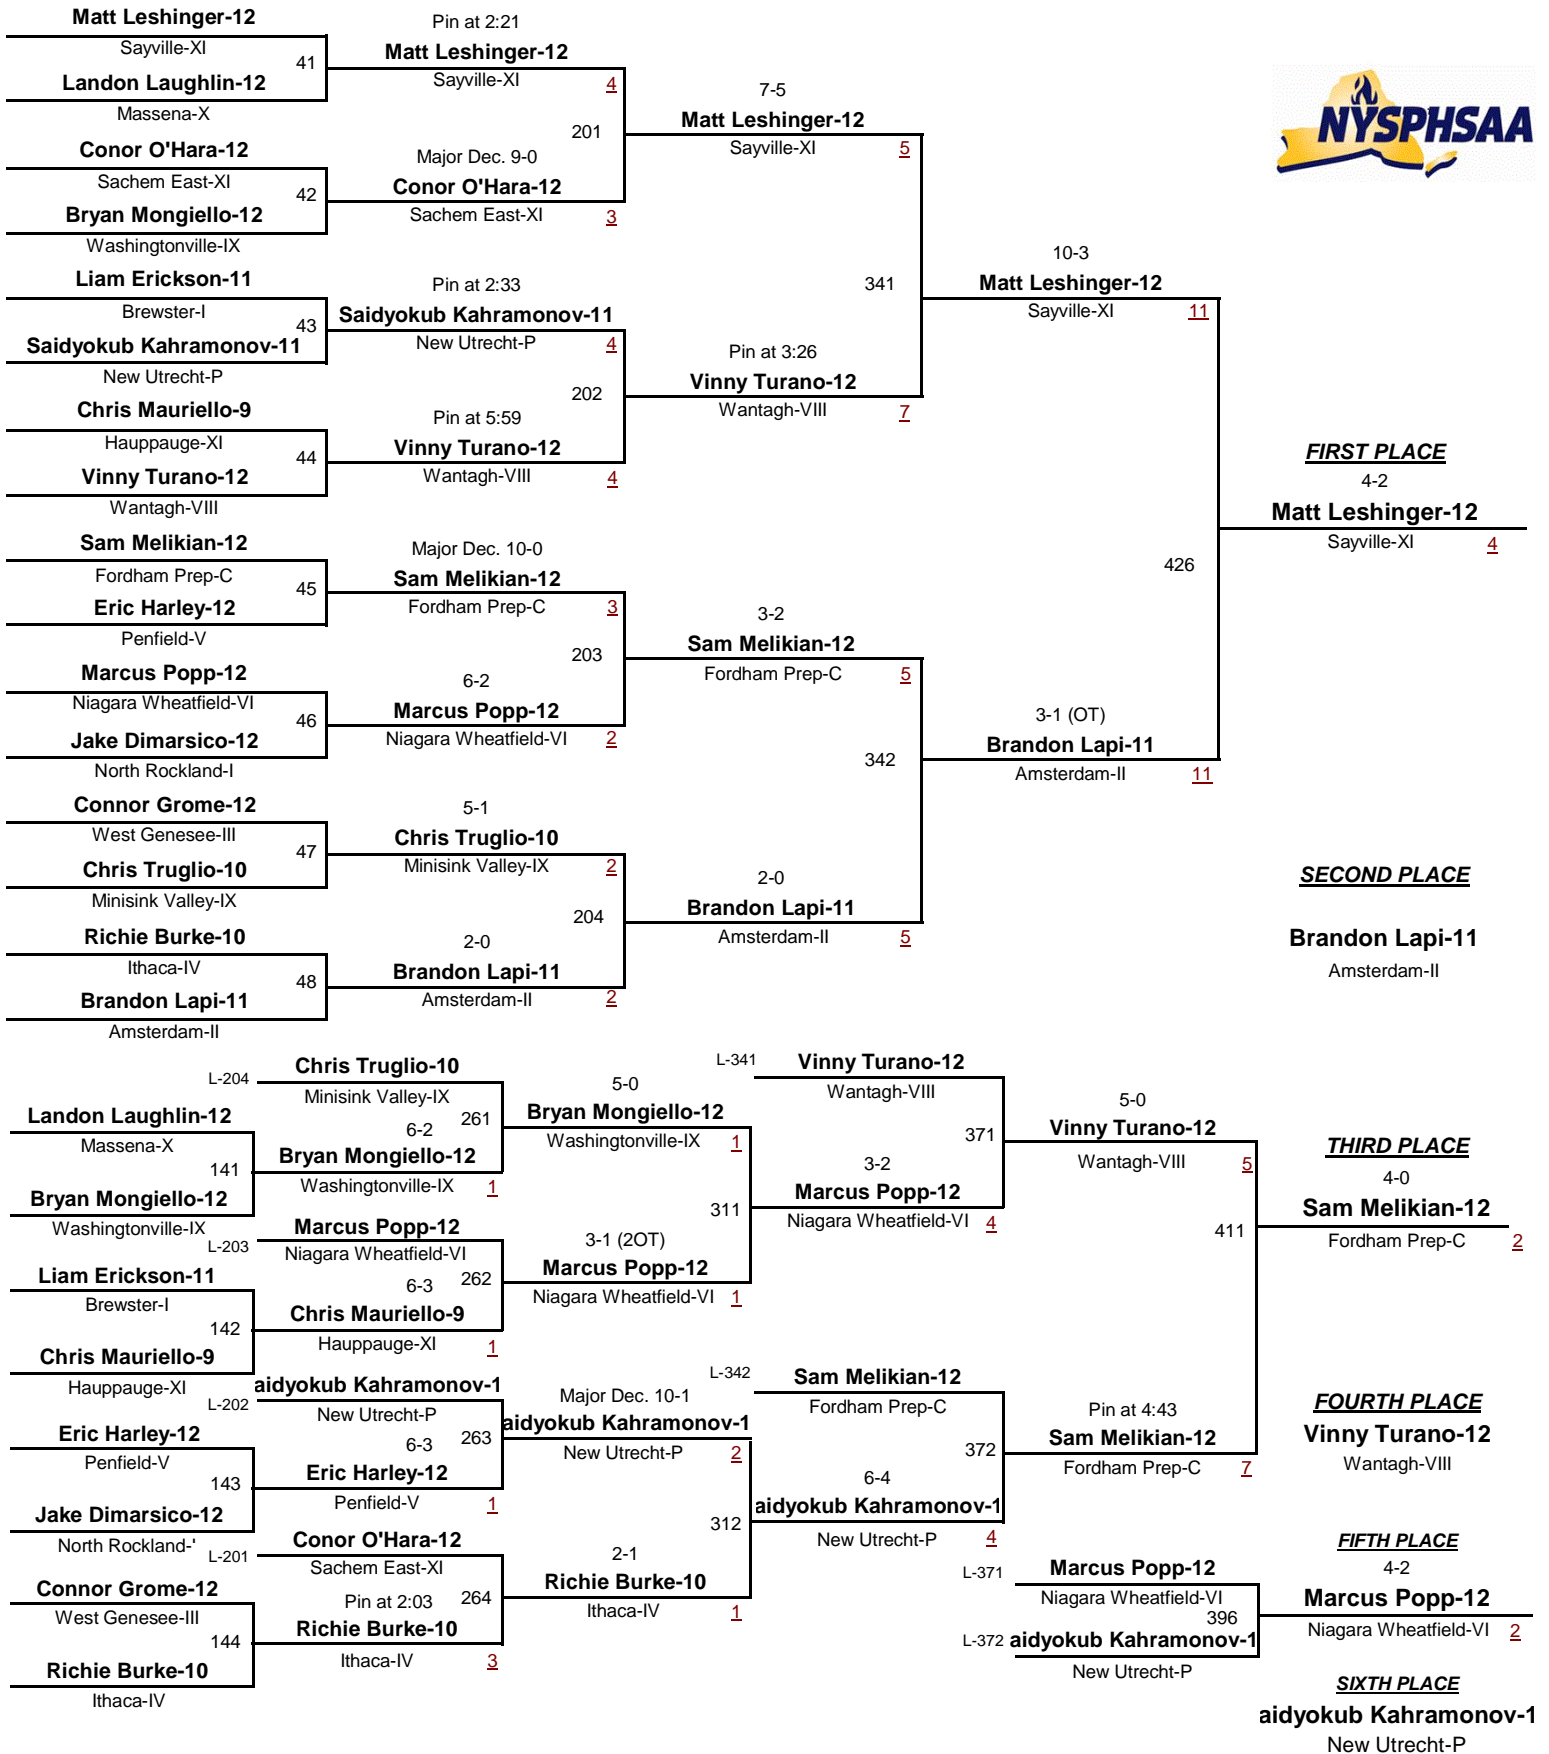 Matt Leshinger-12
Sayville-XI
41
Landon Laughlin-12
Massena-X
Conor O'Hara-12
Sachem East-XI
42
Bryan Mongiello-12
Washingtonville-IX
Liam Erickson-11
Brewster-I
43
Saidyokub Kahramonov-11
New Utrecht-P
Chris Mauriello-9
Hauppauge-XI
44
Vinny Turano-12
Wantagh-VIII
Sam Melikian-12
Fordham Prep-C
45
Eric Harley-12
Penfield-V
Marcus Popp-12
Niagara Wheatfield-VI
46
Jake Dimarsico-12
North Rockland-I
Connor Grome-12
West Genesee-III
47
Chris Truglio-10
Minisink Valley-IX
Richie Burke-10
Ithaca-IV
48
Brandon Lapi-11
Amsterdam-II
Pin at 2:21
Matt Leshinger-12
Sayville-XI
4
201
Major Dec. 9-0
Conor O'Hara-12
Sachem East-XI
3
Pin at 2:33
Saidyokub Kahramonov-11
New Utrecht-P
4
202
Pin at 5:59
Vinny Turano-12
Wantagh-VIII
4
Major Dec. 10-0
Sam Melikian-12
Fordham Prep-C
3
203
6-2
Marcus Popp-12
Niagara Wheatfield-VI
2
5-1
Chris Truglio-10
Minisink Valley-IX
2
204
2-0
Brandon Lapi-11
Amsterdam-II
2
7-5
Matt Leshinger-12
Sayville-XI
5
341
Pin at 3:26
Vinny Turano-12
Wantagh-VIII
7
3-2
Sam Melikian-12
Fordham Prep-C
5
342
2-0
Brandon Lapi-11
Amsterdam-II
5
10-3
Matt Leshinger-12
Sayville-XI
11
426
3-1 (OT)
Brandon Lapi-11
Amsterdam-II
11
NYSPHSAA
FIRST PLACE
4-2
Matt Leshinger-12
Sayville-XI
4
SECOND PLACE
Brandon Lapi-11
Amsterdam-II
L-204
Landon Laughlin-12
Massena-X
141
Bryan Mongiello-12
Washingtonville-IX
L-203
Liam Erickson-11
Brewster-I
142
Chris Mauriello-9
Hauppauge-XI
L-202
Eric Harley-12
Penfield-V
143
Jake Dimarsico-12
North Rockland-'
L-201
Connor Grome-12
West Genesee-III
144
Richie Burke-10
Ithaca-IV
Chris Truglio-10
Minisink Valley-IX
261
6-2
Bryan Mongiello-12
Washingtonville-IX
1
Marcus Popp-12
Niagara Wheatfield-VI
262
6-3
Chris Mauriello-9
Hauppauge-XI
1
aidyokub Kahramonov-1
New Utrecht-P
263
6-3
Eric Harley-12
Penfield-V
1
Conor O'Hara-12
Sachem East-XI
264
Pin at 2:03
Richie Burke-10
Ithaca-IV
3
5-0
Bryan Mongiello-12
Washingtonville-IX
1
311
3-1 (2OT)
Marcus Popp-12
Niagara Wheatfield-VI
1
Major Dec. 10-1
aidyokub Kahramonov-1
New Utrecht-P
2
312
2-1
Richie Burke-10
Ithaca-IV
1
L-341
Vinny Turano-12
Wantagh-VIII
371
3-2
Marcus Popp-12
Niagara Wheatfield-VI
4
L-342
Sam Melikian-12
Fordham Prep-C
372
6-4
aidyokub Kahramonov-1
New Utrecht-P
4
5-0
Vinny Turano-12
Wantagh-VIII
5
411
Pin at 4:43
Sam Melikian-12
Fordham Prep-C
7
L-371
Marcus Popp-12
Niagara Wheatfield-VI
396
L-372
aidyokub Kahramonov-1
New Utrecht-P
THIRD PLACE
4-0
Sam Melikian-12
Fordham Prep-C
2
FOURTH PLACE
Vinny Turano-12
Wantagh-VIII
FIFTH PLACE
4-2
Marcus Popp-12
Niagara Wheatfield-VI
2
SIXTH PLACE
aidyokub Kahramonov-1
New Utrecht-P